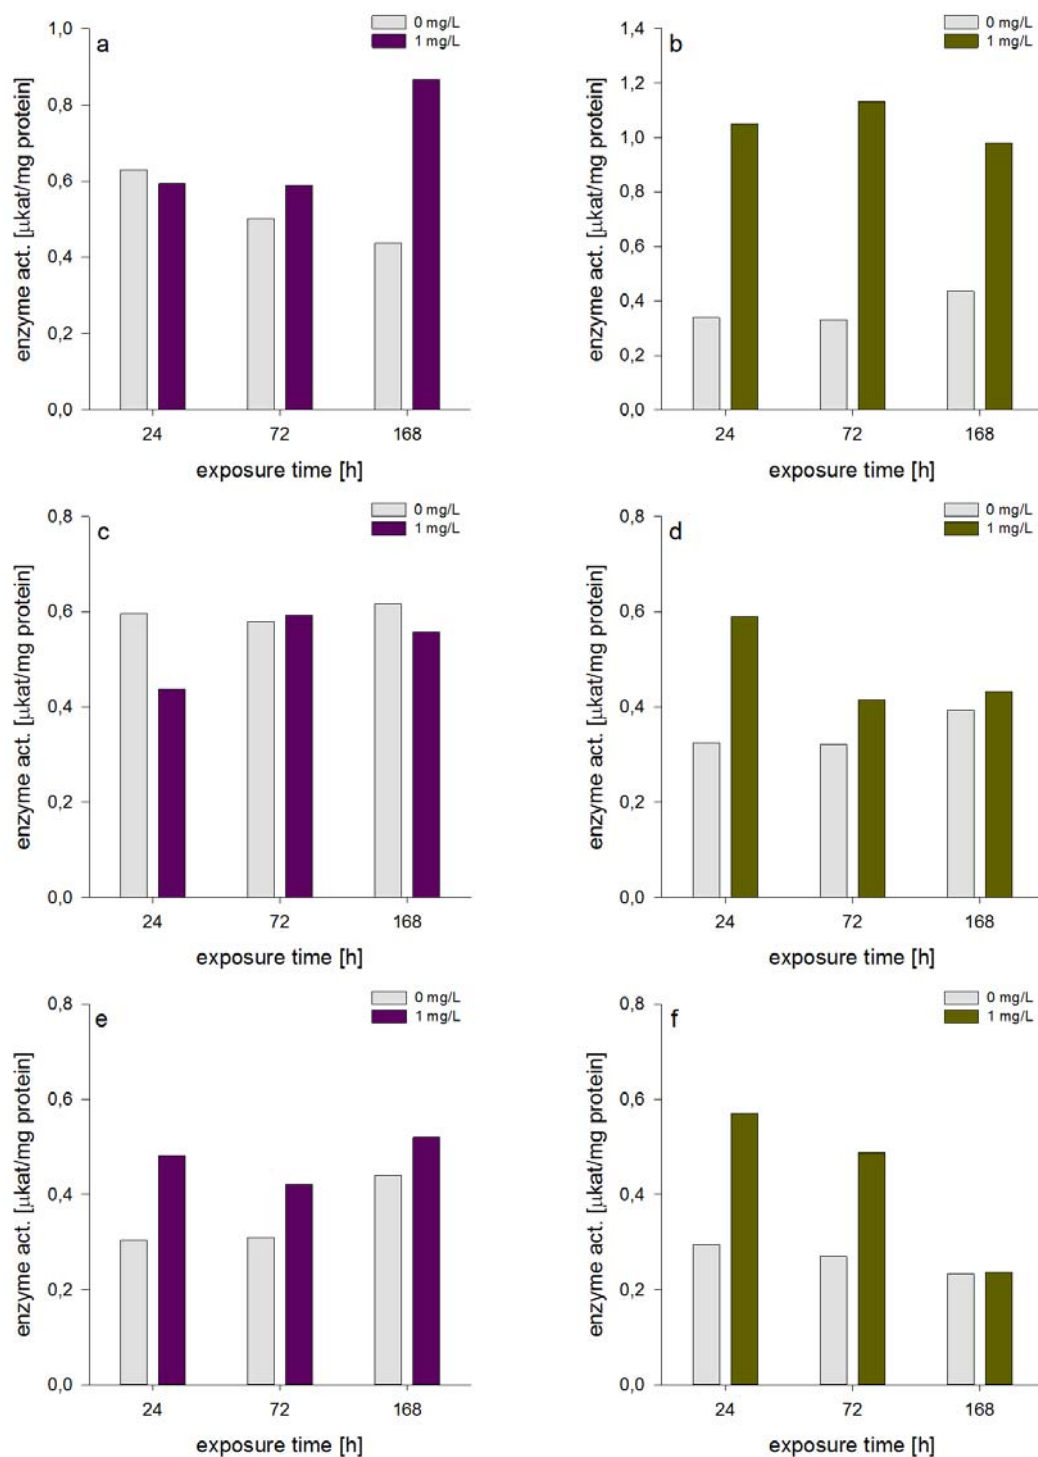 a
0 mg/L
1 mg/L
1,0
0,8
0,6
0,4
0,2
0,0
enzyme act. [µkat/mg protein]
24 72 168
exposure time [h]
b
0 mg/L
1 mg/L
1,4
1,2
1,0
0,8
0,6
0,4
0,2
0,0
enzyme act. [µkat/mg protein]
24 72 168
exposure time [h]
c
0 mg/L
1 mg/L
0,8
0,6
0,4
0,2
0,0
enzyme act. [µkat/mg protein]
24 72 168
exposure time [h]
d
0 mg/L
1 mg/L
0,8
0,6
0,4
0,2
0,0
enzyme act. [µkat/mg protein]
24 72 168
exposure time [h]
e
0 mg/L
1 mg/L
0,8
0,6
0,4
0,2
0,0
enzyme act. [µkat/mg protein]
24 72 168
exposure time [h]
f
0 mg/L
1 mg/L
0,8
0,6
0,4
0,2
0,0
enzyme act. [µkat/mg protein]
24 72 168
exposure time [h]